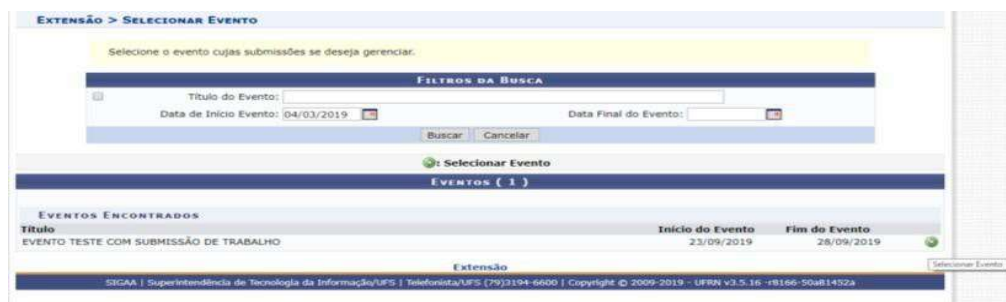 EXTENSÃO > SELECIONAR EVENTO
Selecione o evento cujas submissões se deseja gerenciar.
FILTROS DA BUSCA
Título do Evento:
Data de Início Evento: 04/03/2019 Data Final do Evento:
Buscar Cancelar
: Selecionar Evento
EVENTOS ( 1 )
EVENTOS ENCONTRADOS
Título Início do Evento Fim do Evento
EVENTO TESTE COM SUBMISSÃO DE TRABALHO 23/09/2019 28/09/2019
Selecionar Evento
Extensão
SIGAA | Superintendência de Tecnologia da Informação/UFS | Telefonista/UFS (79)3194-6600 | Copyright © 2009-2019 - UFRN v3.5.16 -r8166-50a81452a